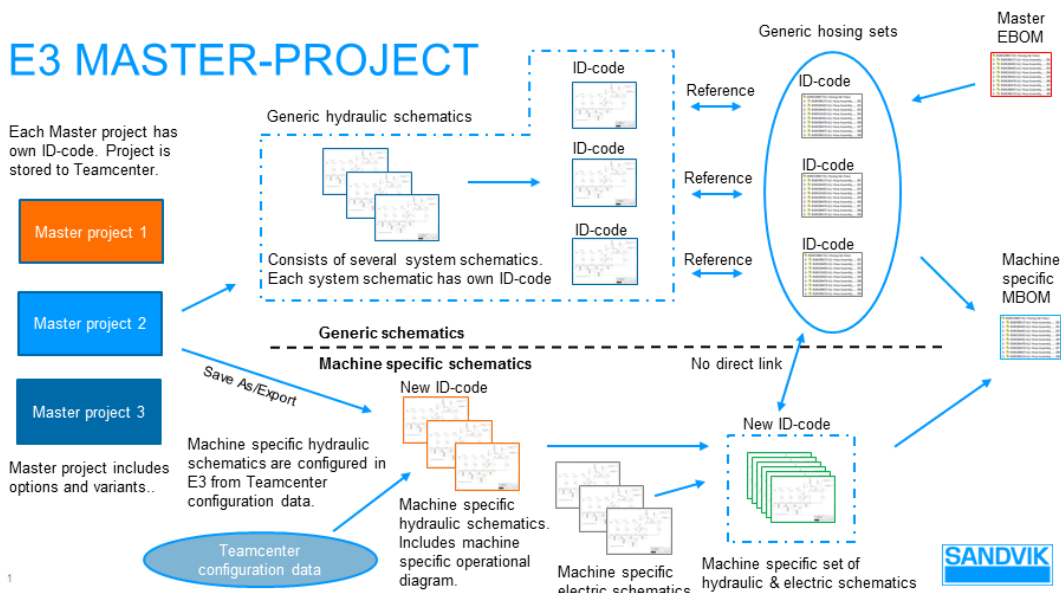 E3 MASTER-PROJECT
Each Master project has
own ID-code. Project is
stored to Teamcenter.
Master project 1
Master project 2
Master project 3
Master project includes
options and variants..
Generic hydraulic schematics
Consists of several system schematics.
Each system schematic has own ID-code
ID-code
ID-code
ID-code
Reference
Reference
Reference
Generic hosing sets
ID-code
ID-code
ID-code
Master
EBOM
Machine
specific
MBOM
Generic schematics
Machine specific schematics
Save As/Export
New ID-code
No direct link
New ID-code
Machine specific hydraulic
schematics are configured in
E3 from Teamcenter
configuration data.
Teamcenter
configuration data
Machine specific
hydraulic schematics.
Includes machine
specific operational
diagram.
Machine specific
electric schematics
Machine specific set of
hydraulic & electric schematics
SANDVIK
1